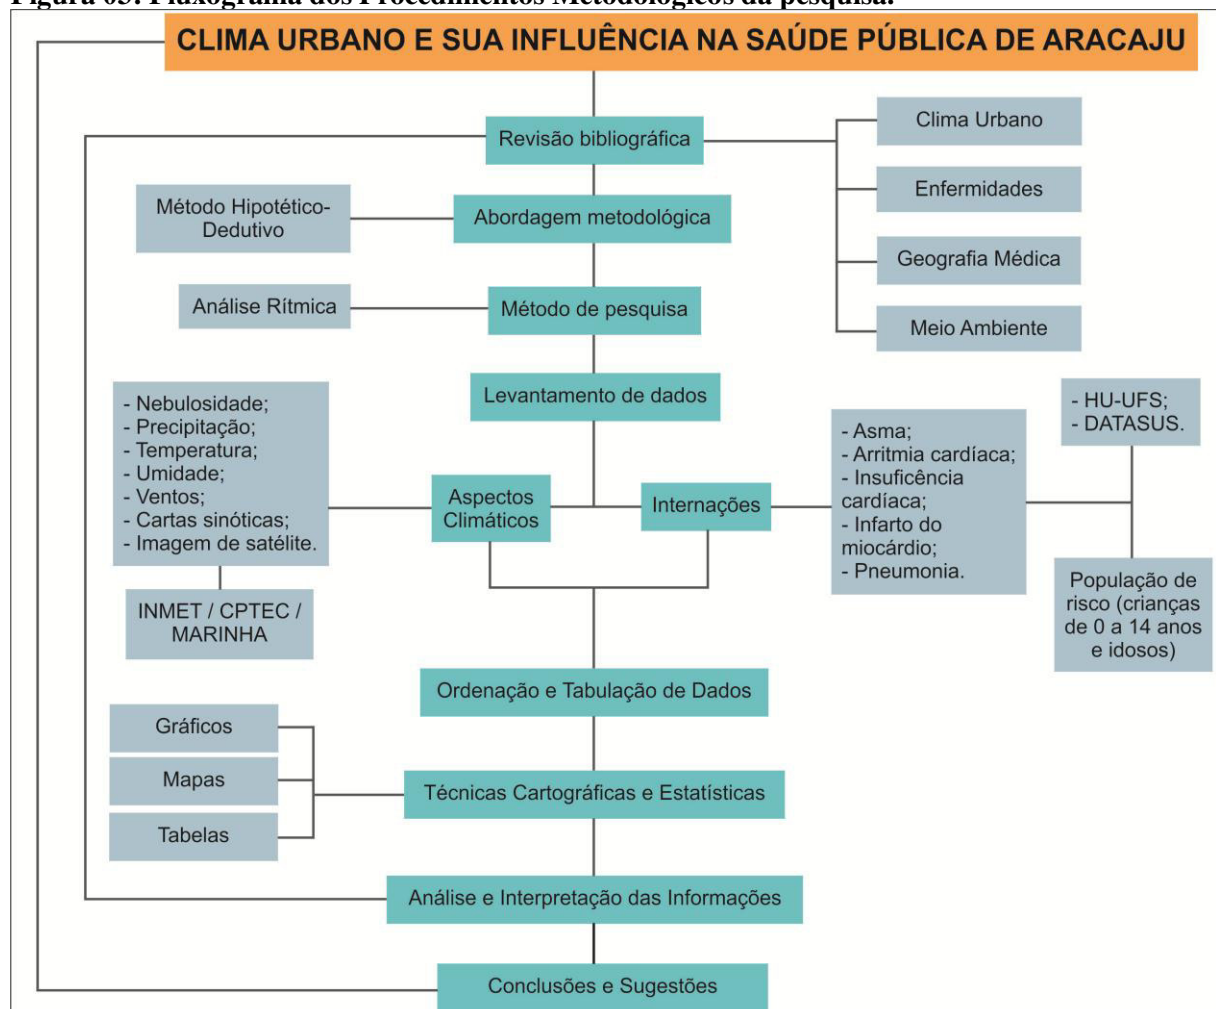 Figura 03: Fluxograma dos Procedimentos Metodológicos da pesquisa.
CLIMA URBANO E SUA INFLUÊNCIA NA SAÚDE PÚBLICA DE ARACAJU
Revisão bibliográfica
Clima Urbano
Enfermidades
Geografia Médica
Meio Ambiente
Método Hipotético-
Dedutivo
Abordagem metodológica
Análise Rítmica
Método de pesquisa
Levantamento de dados
- Nebulosidade;
- Precipitação;
- Temperatura;
- Umidade;
- Ventos;
- Cartas sinóticas;
- Imagem de satélite.
INMET / CPTEC /
MARINHA
Aspectos
Climáticos
Internações
- Asma;
- Arritmia cardíaca;
- Insuficência
cardíaca;
- Infarto do
miocárdio;
- Pneumonia.
- HU-UFS;
- DATASUS.
População de
risco (crianças
de 0 a 14 anos
e idosos)
Ordenação e Tabulação de Dados
Gráficos
Mapas
Tabelas
Técnicas Cartográficas e Estatísticas
Análise e Interpretação das Informações
Conclusões e Sugestões